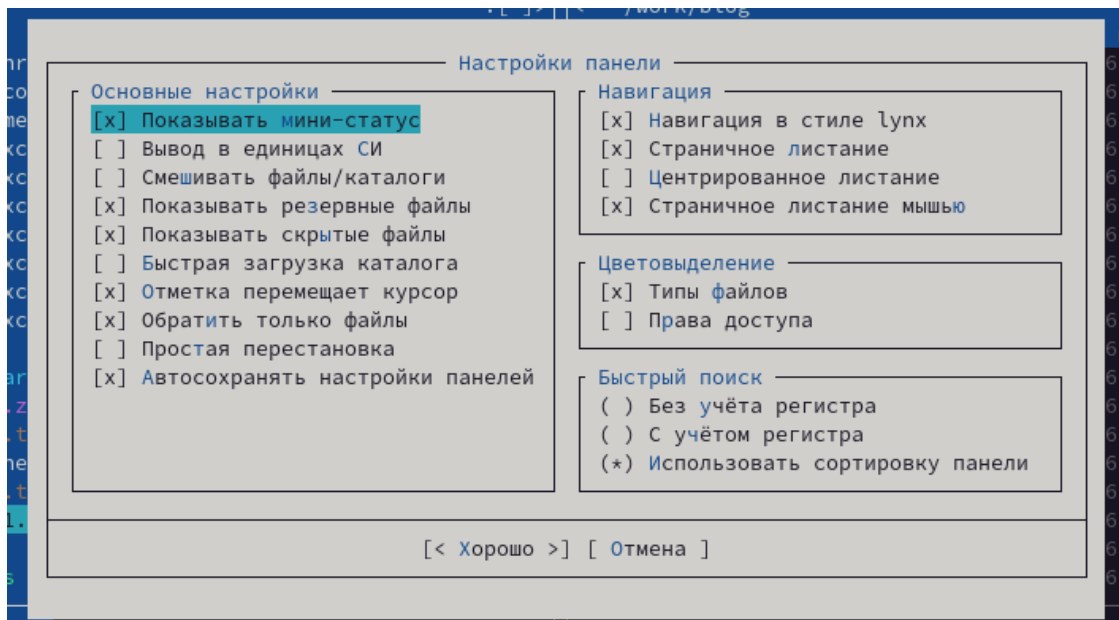 /work/blog
Настройки панели
Основные настройки
[x] Показывать мини-статус
[ ] Вывод в единицах СИ
[ ] Смешивать файлы/каталоги
[x] Показывать резервные файлы
[x] Показывать скрытые файлы
[ ] Быстрая загрузка каталога
[x] Отметка перемещает курсор
[x] Обратить только файлы
[ ] Простая перестановка
[x] Автосохранять настройки панелей
Навигация
[x] Навигация в стиле lynx
[x] Страничное листание
[ ] Центрированное листание
[x] Страничное листание мышью
Цветовыделение
[x] Типы файлов
[ ] Права доступа
Быстрый поиск
( ) Без учёта регистра
( ) С учётом регистра
(*) Использовать сортировку панели
[< Хорошо >] [ Отмена ]